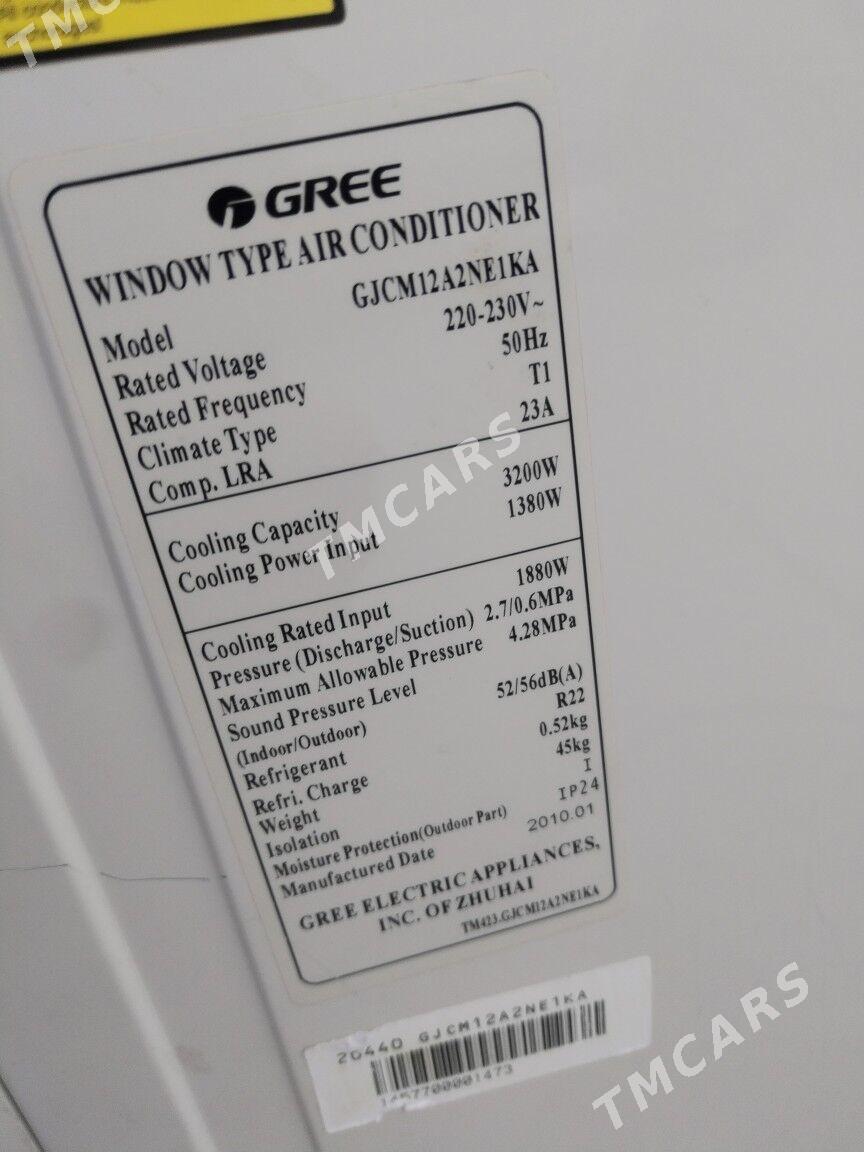 TMCARS
GREE
WINDOW TYPE AIR CONDITIONER
Model GJCM12A2NE1KA
Rated Voltage 220-230V~
Rated Frequency 50Hz
Climate Type T1
Comp. LRA 23A
Cooling Capacity 3200W
Cooling Power Input 1380W
TMCARS
Cooling Rated Input 1880W
Pressure (Discharge/Suction) 2.7/0.6MPa
Maximum Allowable Pressure 4.28MPa
Sound Pressure Level
(Indoor/Outdoor) 52/56dB(A)
Refrigerant R22
Refri. Charge 0.52kg
Weight 45kg
Isolation I
Moisture Protection(Outdoor Part) IP24
Manufactured Date 2010.01
GREE ELECTRIC APPLIANCES,
INC. OF ZHUHAI
TM423.GJCM12A2NE1KA
20440 GJCM12A2NE1KA
TMCARS